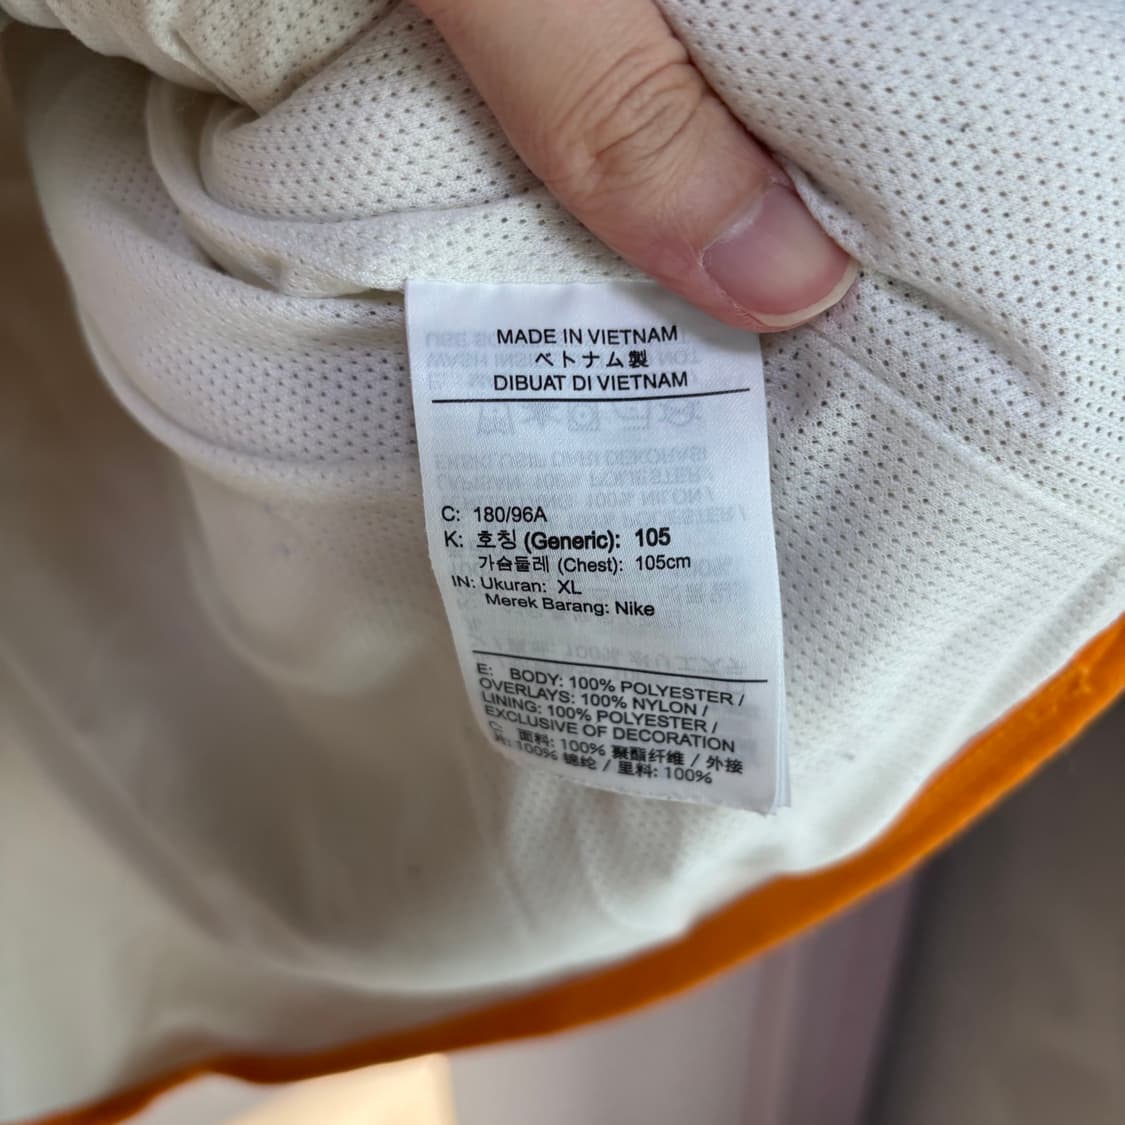 MADE IN VIETNAM
ベトナム製
DIBUAT DI VIETNAM
C: 180/96A
K: 호칭 (Generic): 105
가슴둘레 (Chest): 105cm
IN: Ukuran: XL
Merek Barang: Nike
E: BODY: 100% POLYESTER /
OVERLAYS: 100% NYLON /
LINING: 100% POLYESTER /
EXCLUSIVE OF DECORATION
C: 面料: 100% 聚酯纤维 / 外接
片: 100% 锦纶 / 里料: 100%